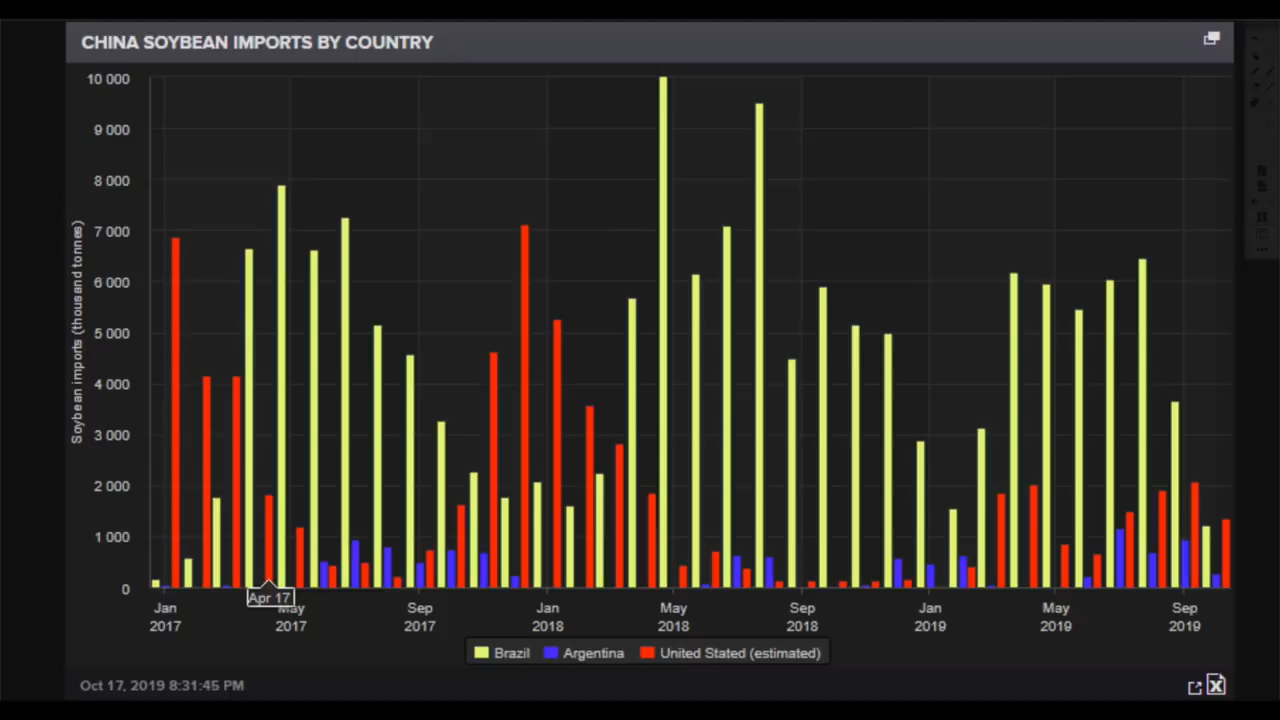 CHINA SOYBEAN IMPORTS BY COUNTRY
Soybean imports (thousand tonnes)
10 000
9 000
8 000
7 000
6 000
5 000
4 000
3 000
2 000
1 000
0
Apr 17
Jan May Sep Jan May Sep Jan May Sep
2017 2017 2017 2018 2018 2018 2019 2019 2019
Brazil Argentina United Stated (estimated)
Oct 17, 2019 8:31:45 PM